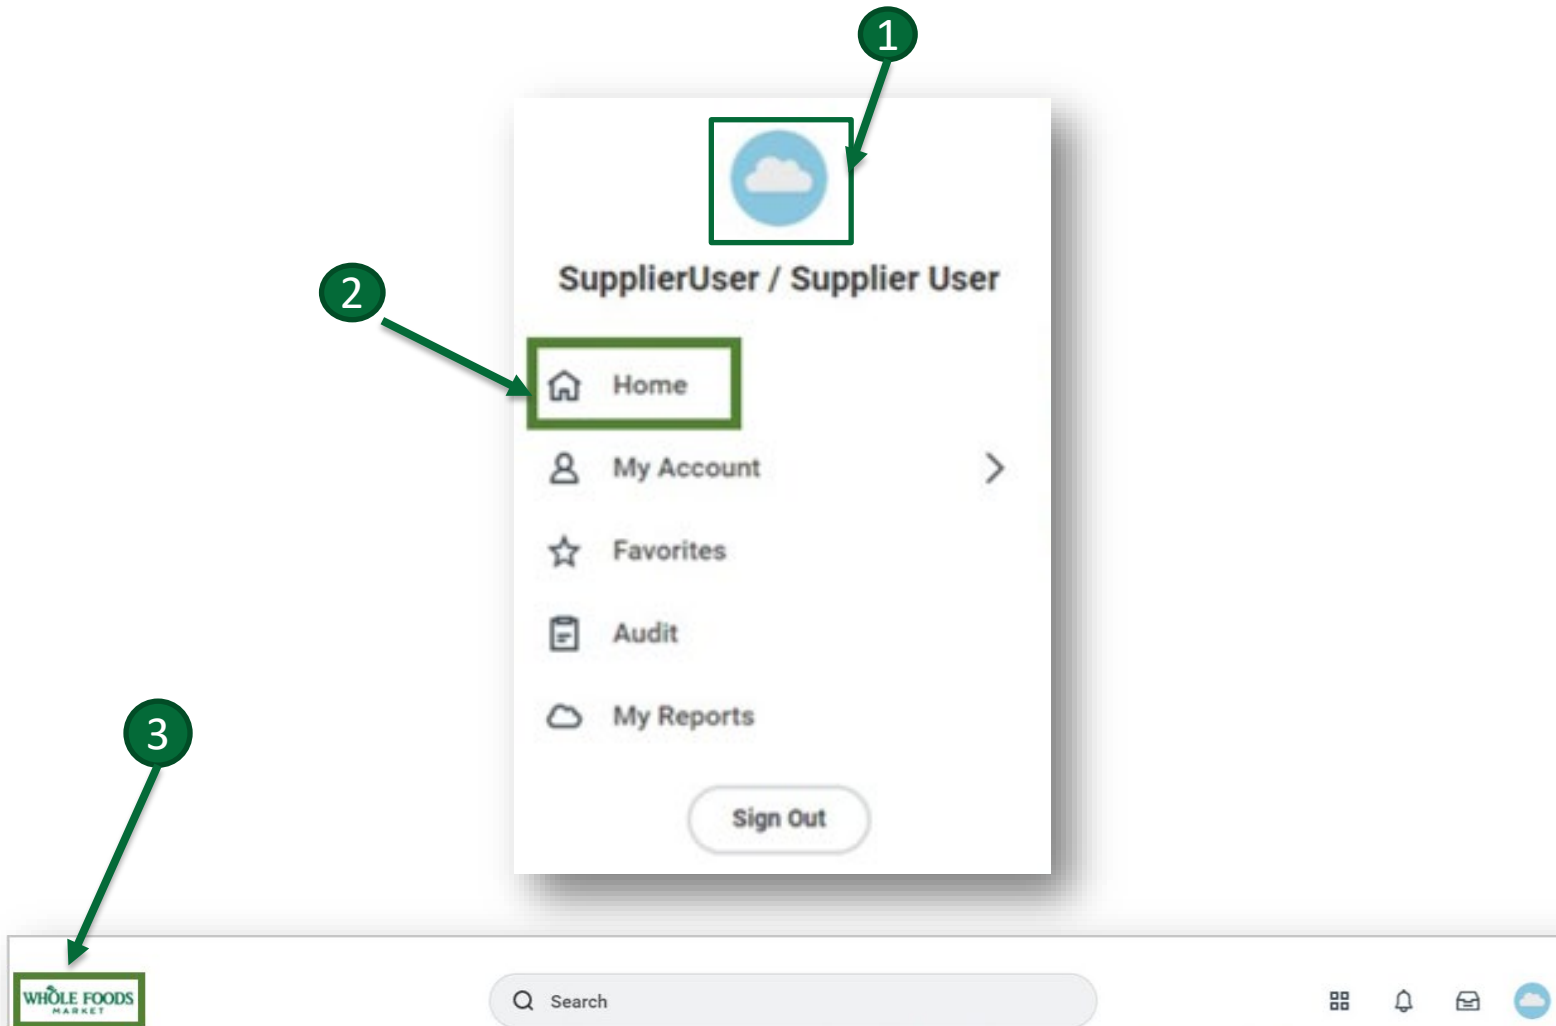 1
SupplierUser / Supplier User
2
Home
My Account
Favorites
Audit
My Reports
3
Sign Out
WHOLE FOODS
MARKET
Search